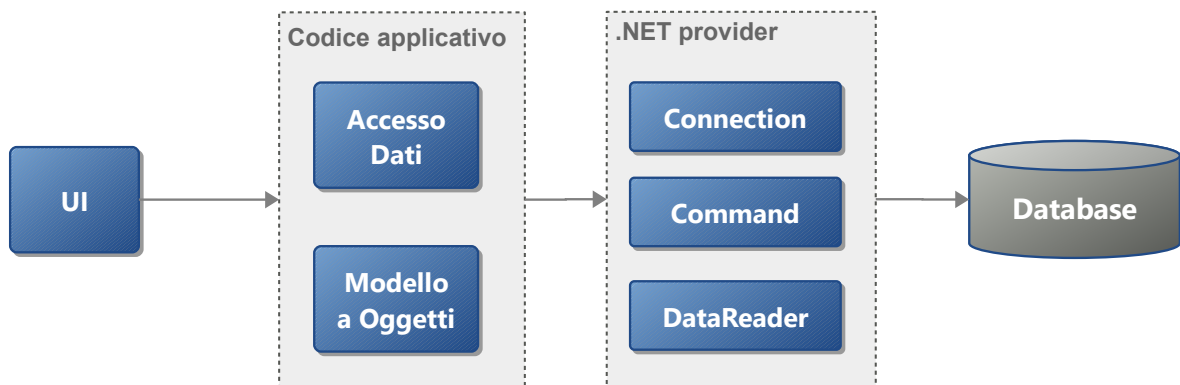 UI
Codice applicativo
Accesso
Dati
Modello
a Oggetti
.NET provider
Connection
Command
DataReader
Database